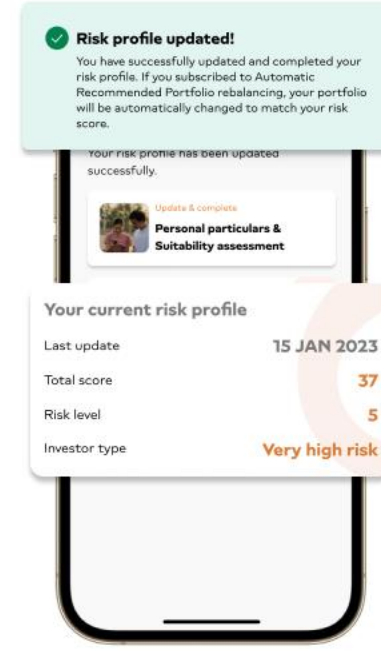 Risk profile updated!
You have successfully updated and completed your
risk profile. If you subscribed to Automatic
Recommended Portfolio rebalancing, your portfolio
will be automatically changed to match your risk
score.
Your risk profile has been updated
successfully.
Update & complete
Personal particulars &
Suitability assessment
Your current risk profile
Last update 15 JAN 2023
Total score 37
Risk level 5
Investor type Very high risk